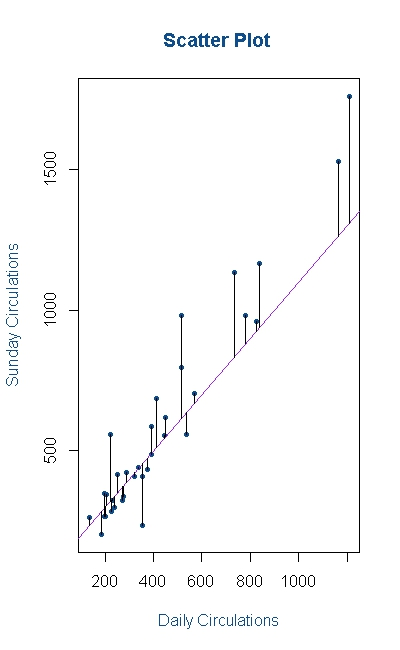 Scatter Plot
Sunday Circulations
1500
1000
500
200 400 600 800 1000
Daily Circulations